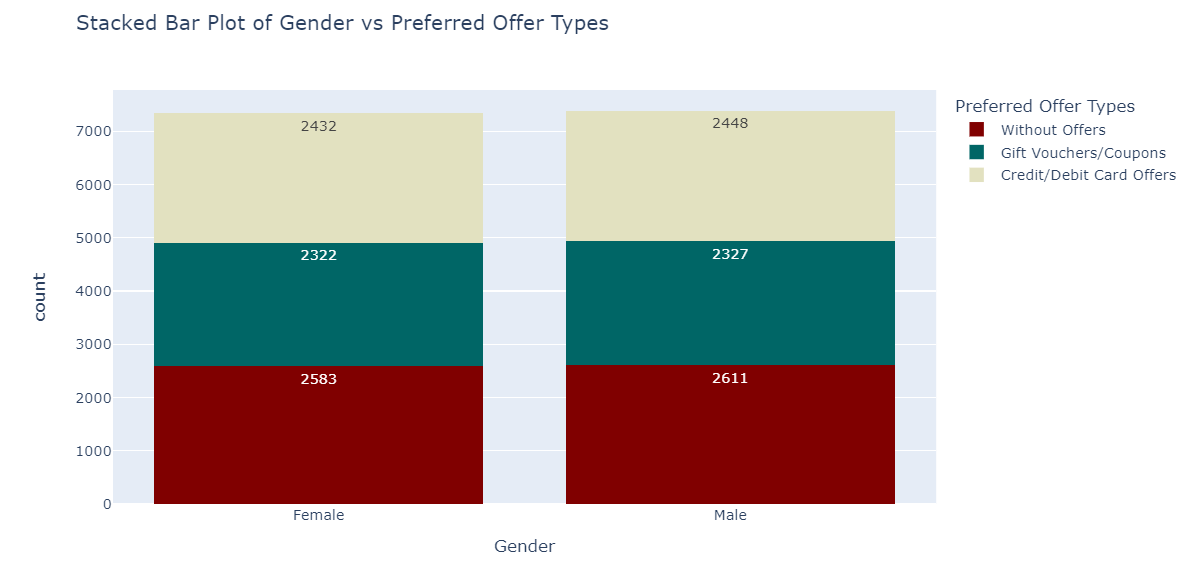 Stacked Bar Plot of Gender vs Preferred Offer Types
Preferred Offer Types
Without Offers
Gift Vouchers/Coupons
Credit/Debit Card Offers
count
7000
6000
5000
4000
3000
2000
1000
0
2432
2448
2322
2327
2583
2611
Female
Male
Gender